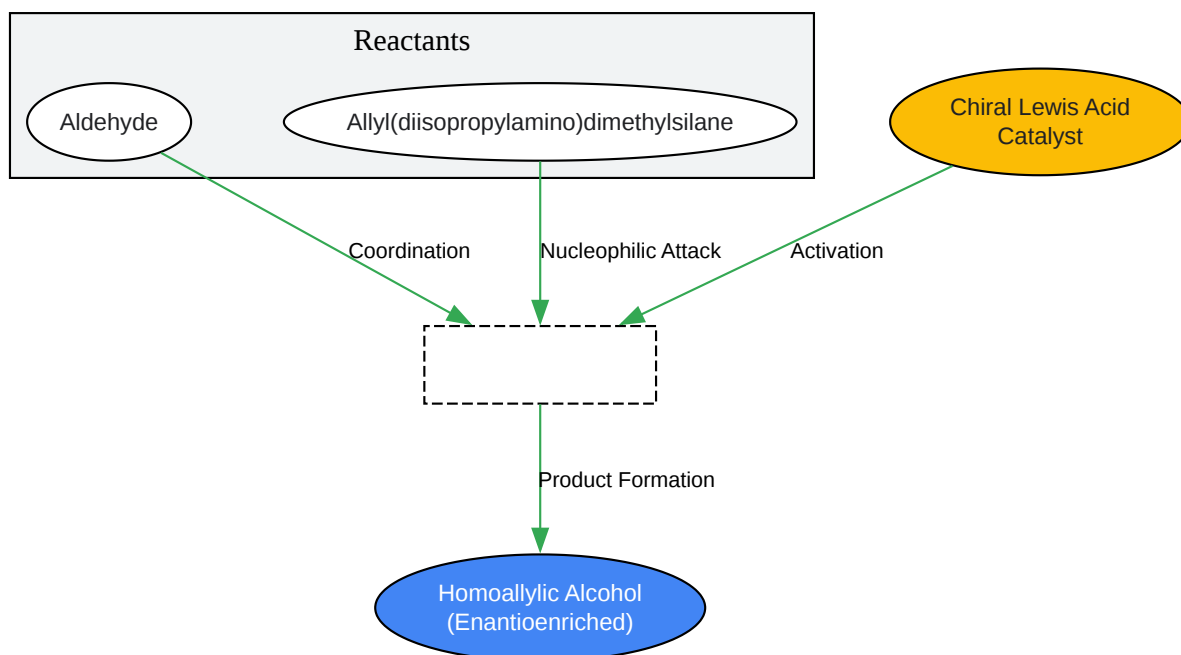 Reactants
Aldehyde
Allyl(diisopropylamino)dimethylsilane
Chiral Lewis Acid
Catalyst
Coordination
Nucleophilic Attack
Activation
Product Formation
Homoallylic Alcohol
(Enantioenriched)